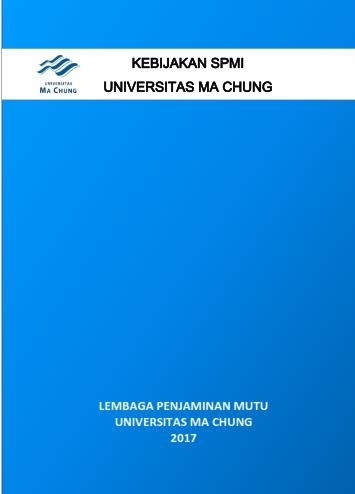 KEBIJAKAN SPMI
UNIVERSITAS
MA CHUNG
UNIVERSITAS MA CHUNG
LEMBAGA PENJAMINAN MUTU
UNIVERSITAS MA CHUNG
2017